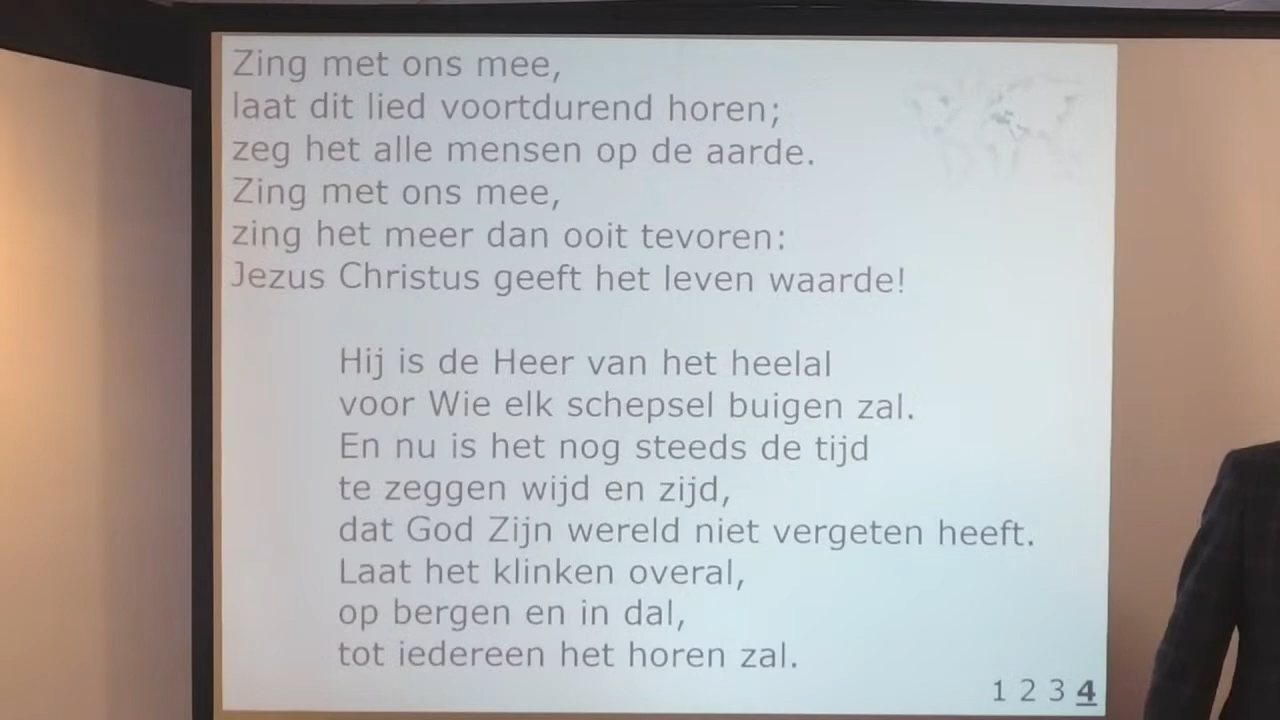 Zing met ons mee,
laat dit lied voortdurend horen;
zeg het alle mensen op de aarde.
Zing met ons mee,
zing het meer dan ooit tevoren:
Jezus Christus geeft het leven waarde!
Hij is de Heer van het heelal
voor Wie elk schepsel buigen zal.
En nu is het nog steeds de tijd
te zeggen wijd en zijd,
dat God Zijn wereld niet vergeten heeft.
Laat het klinken overal,
op bergen en in dal,
tot iedereen het horen zal.
1 2 3 4